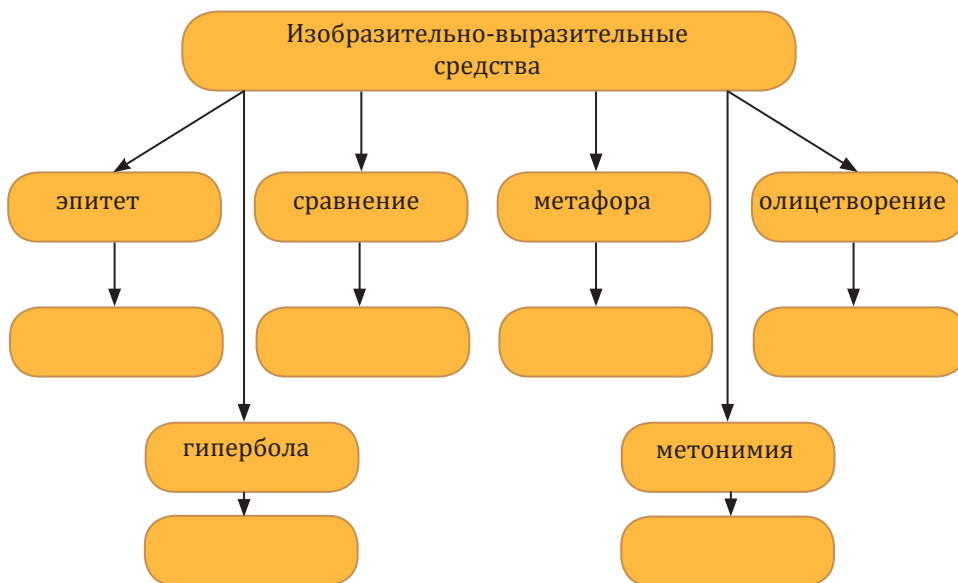 Изобразительно-выразительные
средства
эпитет
сравнение
метафора
олицетворение
гипербола
метонимия